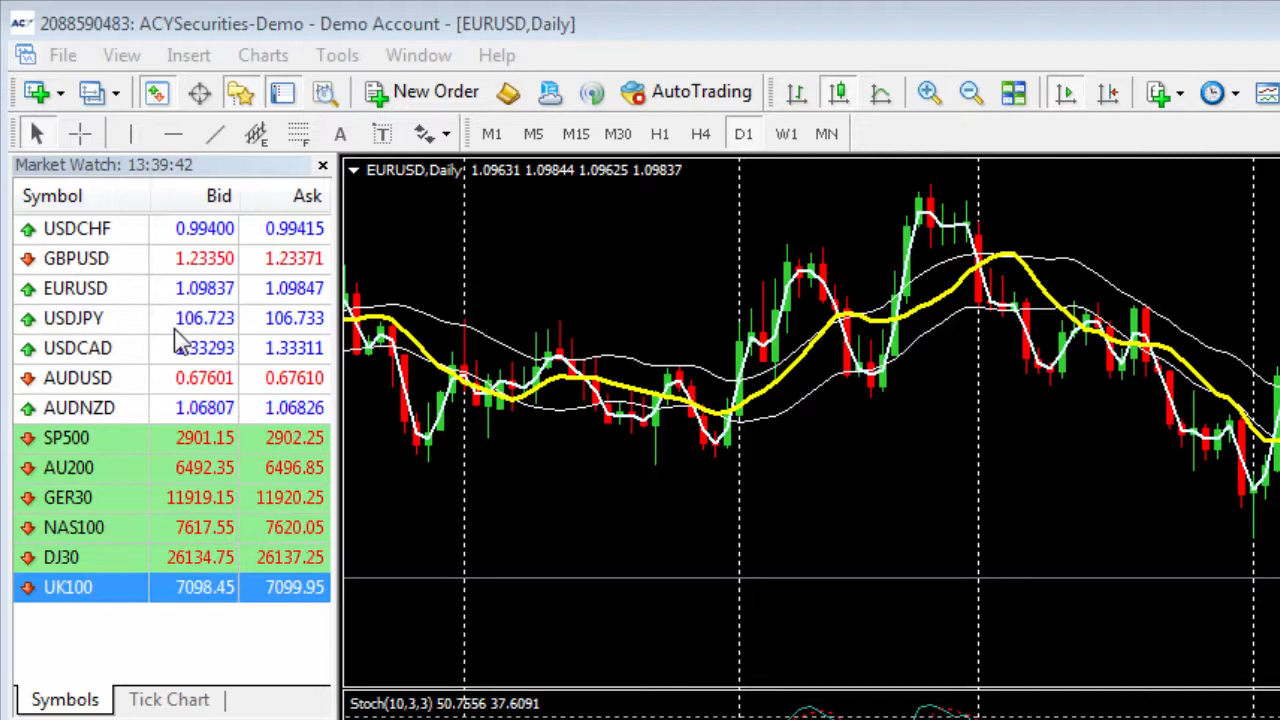 ACY 2088590483: ACYSecurities-Demo - Demo Account - [EURUSD,Daily]
File View Insert Charts Tools Window Help
New Order AutoTrading
E F A T M1 M5 M15 M30 H1 H4 D1 W1 MN
Market Watch: 13:39:42
Symbol Bid Ask
USDCHF 0.99400 0.99415
GBPUSD 1.23350 1.23371
EURUSD 1.09837 1.09847
USDJPY 106.723 106.733
USDCAD 1.33293 1.33311
AUDUSD 0.67601 0.67610
AUDNZD 1.06807 1.06826
SP500 2901.15 2902.25
AU200 6492.35 6496.85
GER30 11919.15 11920.25
NAS100 7617.55 7620.05
DJ30 26134.75 26137.25
UK100 7098.45 7099.95
Symbols Tick Chart
EURUSD,Daily 1.09631 1.09844 1.09625 1.09837
Stoch(10,3,3) 50.7556 37.6091